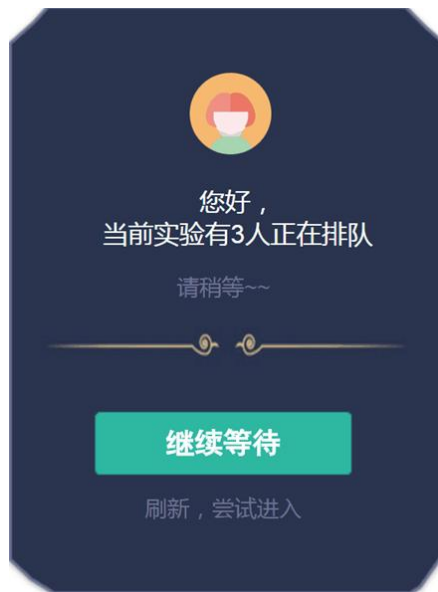 您好，
当前实验有3人正在排队
请稍等~~
继续等待
刷新，尝试进入